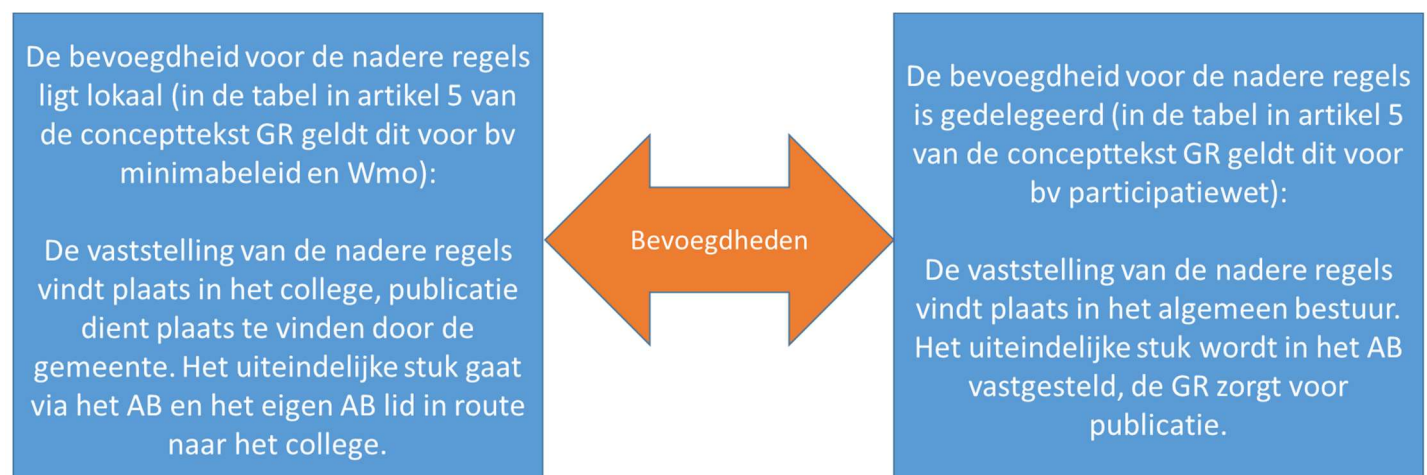 De bevoegdheid voor de nadere regels
ligt lokaal (in de tabel in artikel 5 van
de concepttekst GR geldt dit voor bv
minimabeleid en Wmo):
De vaststelling van de nadere regels
vindt plaats in het college, publicatie
dient plaats te vinden door de
gemeente. Het uiteindelijke stuk gaat
via het AB en het eigen AB lid in route
naar het college.
Bevoegdheden
De bevoegdheid voor de nadere regels
is gedelegeerd (in de tabel in artikel 5
van de concepttekst GR geldt dit voor
bv participatiewet):
De vaststelling van de nadere regels
vindt plaats in het algemeen bestuur.
Het uiteindelijke stuk wordt in het AB
vastgesteld, de GR zorgt voor
publicatie.